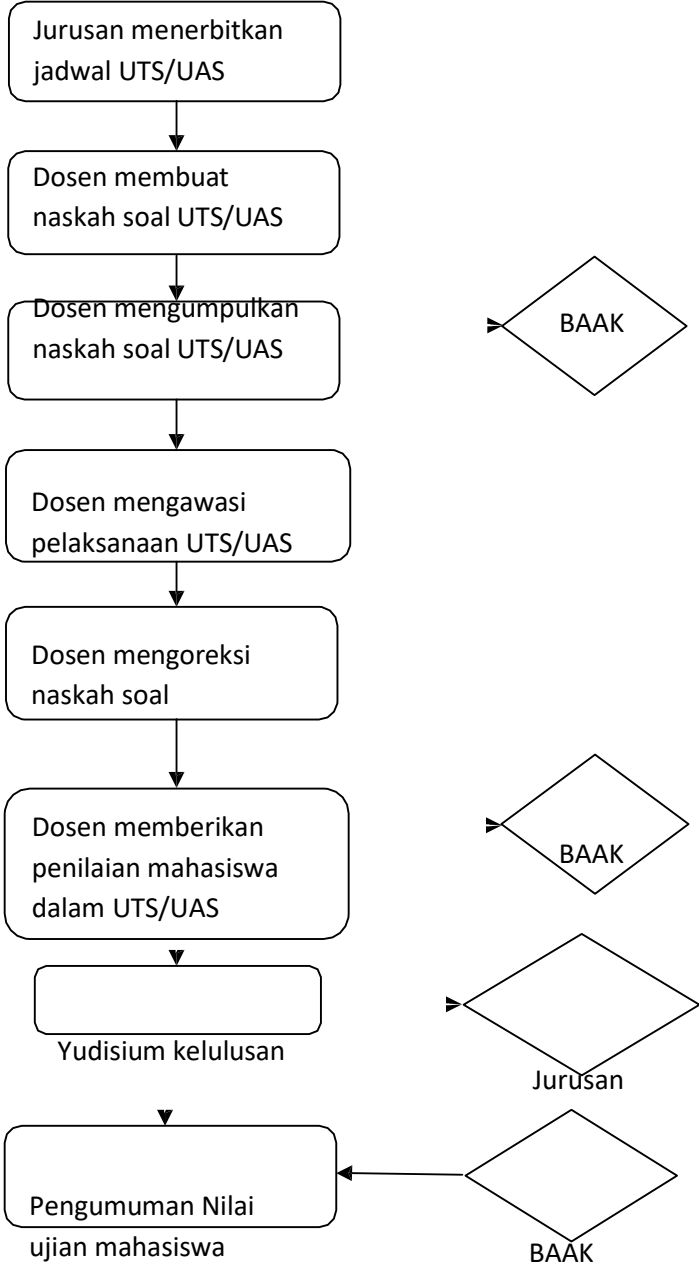 Jurusan menerbitkan
jadwal UTS/UAS
Dosen membuat
naskah soal UTS/UAS
Dosen mengumpulkan
naskah soal UTS/UAS
BAAK
Dosen mengawasi
pelaksanaan UTS/UAS
Dosen mengoreksi
naskah soal
Dosen memberikan
penilaian mahasiswa
dalam UTS/UAS
BAAK
Yudisium kelulusan
Jurusan
Pengumuman Nilai
ujian mahasiswa
BAAK